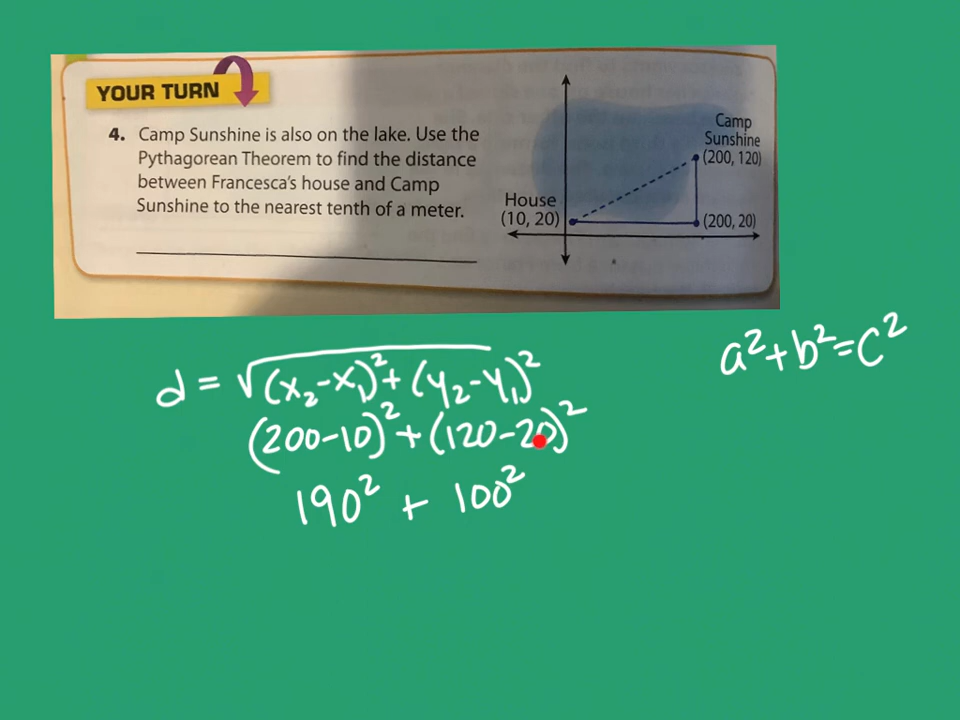 YOUR TURN
4. Camp Sunshine is also on the lake. Use the
Pythagorean Theorem to find the distance
between Francesca's house and Camp
Sunshine to the nearest tenth of a meter.
Camp
Sunshine
(200, 120)
House
(10, 20)
(200, 20)
a²+b²=c²
d = √(x₂-x₁)²+(y₂-y₁)²
(200-10)²+(120-20)²
190² + 100²